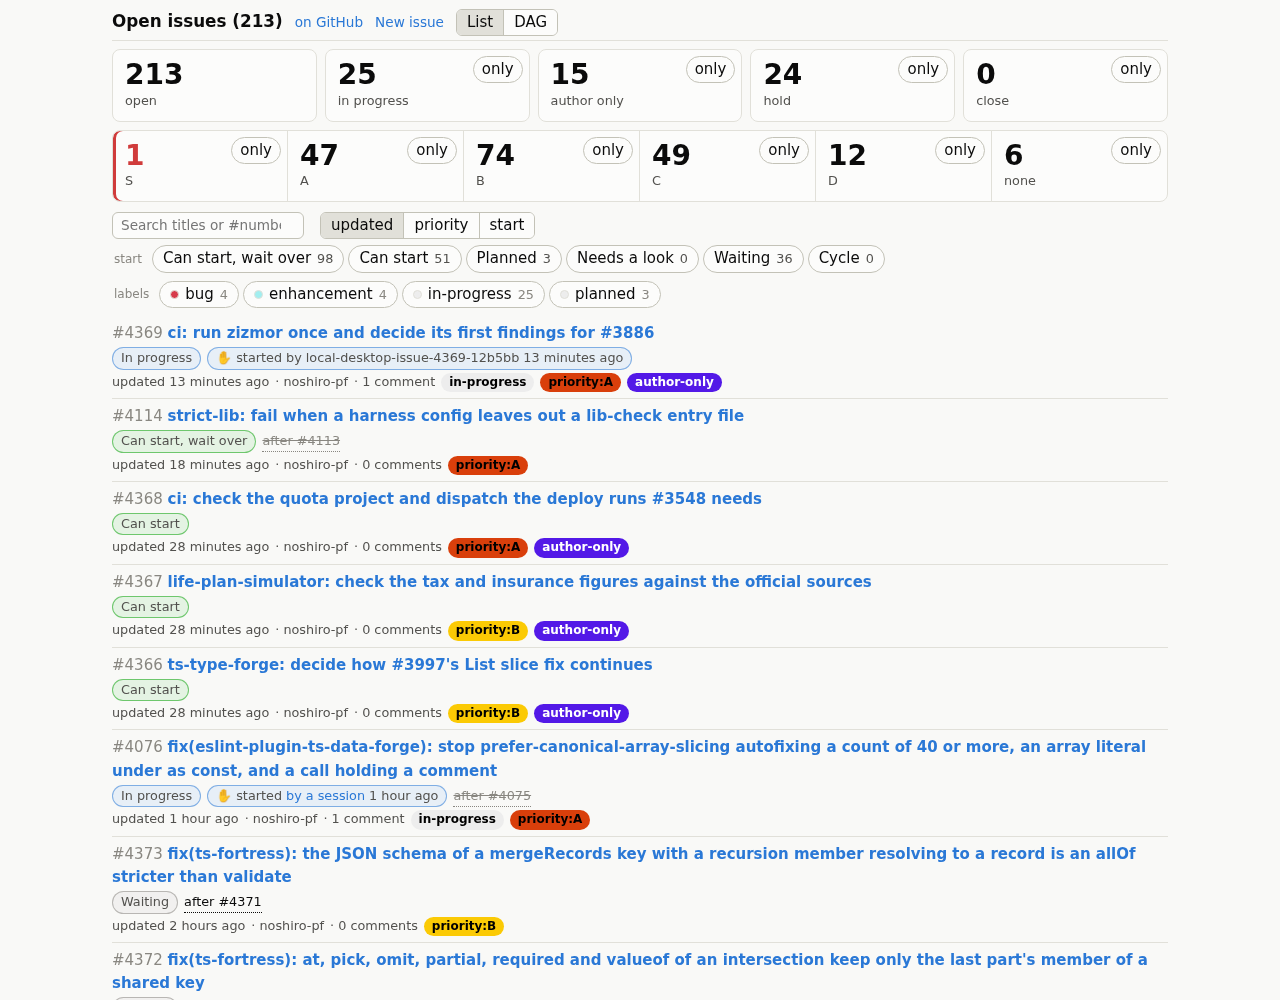 Open issues (213) on GitHub New issue List DAG
213 open
25 in progress only
15 author only only
24 hold only
0 close only
1 S only
47 A only
74 B only
49 C only
12 D only
6 none only
Search titles or #numb updated priority start
start Can start, wait over 98 Can start 51 Planned 3 Needs a look 0 Waiting 36 Cycle 0
labels bug 4 enhancement 4 in-progress 25 planned 3
#4369 ci: run zizmor once and decide its first findings for #3886
In progress ✋ started by local-desktop-issue-4369-12b5bb 13 minutes ago
updated 13 minutes ago · noshiro-pf · 1 comment in-progress priority:A author-only
#4114 strict-lib: fail when a harness config leaves out a lib-check entry file
Can start, wait over after #4113
updated 18 minutes ago · noshiro-pf · 0 comments priority:A
#4368 ci: check the quota project and dispatch the deploy runs #3548 needs
Can start
updated 28 minutes ago · noshiro-pf · 0 comments priority:A author-only
#4367 life-plan-simulator: check the tax and insurance figures against the official sources
Can start
updated 28 minutes ago · noshiro-pf · 0 comments priority:B author-only
#4366 ts-type-forge: decide how #3997's List slice fix continues
Can start
updated 28 minutes ago · noshiro-pf · 0 comments priority:B author-only
#4076 fix(eslint-plugin-ts-data-forge): stop prefer-canonical-array-slicing autofixing a count of 40 or more, an array literal
under as const, and a call holding a comment
In progress ✋ started by a session 1 hour ago after #4075
updated 1 hour ago · noshiro-pf · 1 comment in-progress priority:A
#4373 fix(ts-fortress): the JSON schema of a mergeRecords key with a recursion member resolving to a record is an allOf
stricter than validate
Waiting after #4371
updated 2 hours ago · noshiro-pf · 0 comments priority:B
#4372 fix(ts-fortress): at, pick, omit, partial, required and valueof of an intersection keep only the last part's member of a
shared key